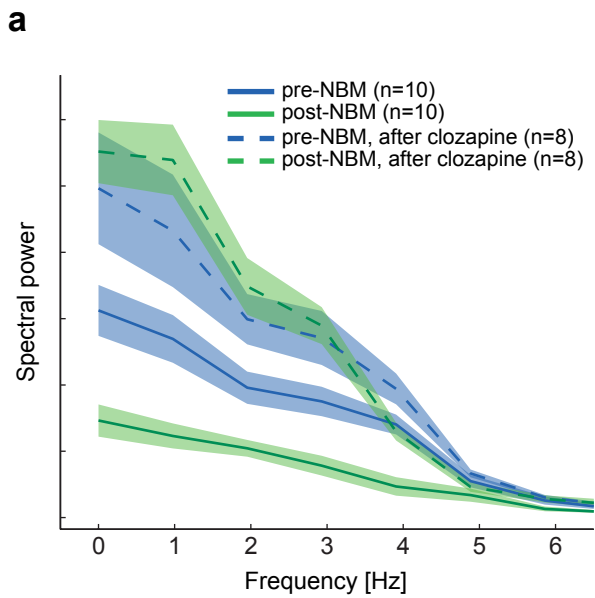 a
pre-NBM (n=10)
post-NBM (n=10)
pre-NBM, after clozapine (n=8)
post-NBM, after clozapine (n=8)
Spectral power
0 1 2 3 4 5 6
Frequency [Hz]